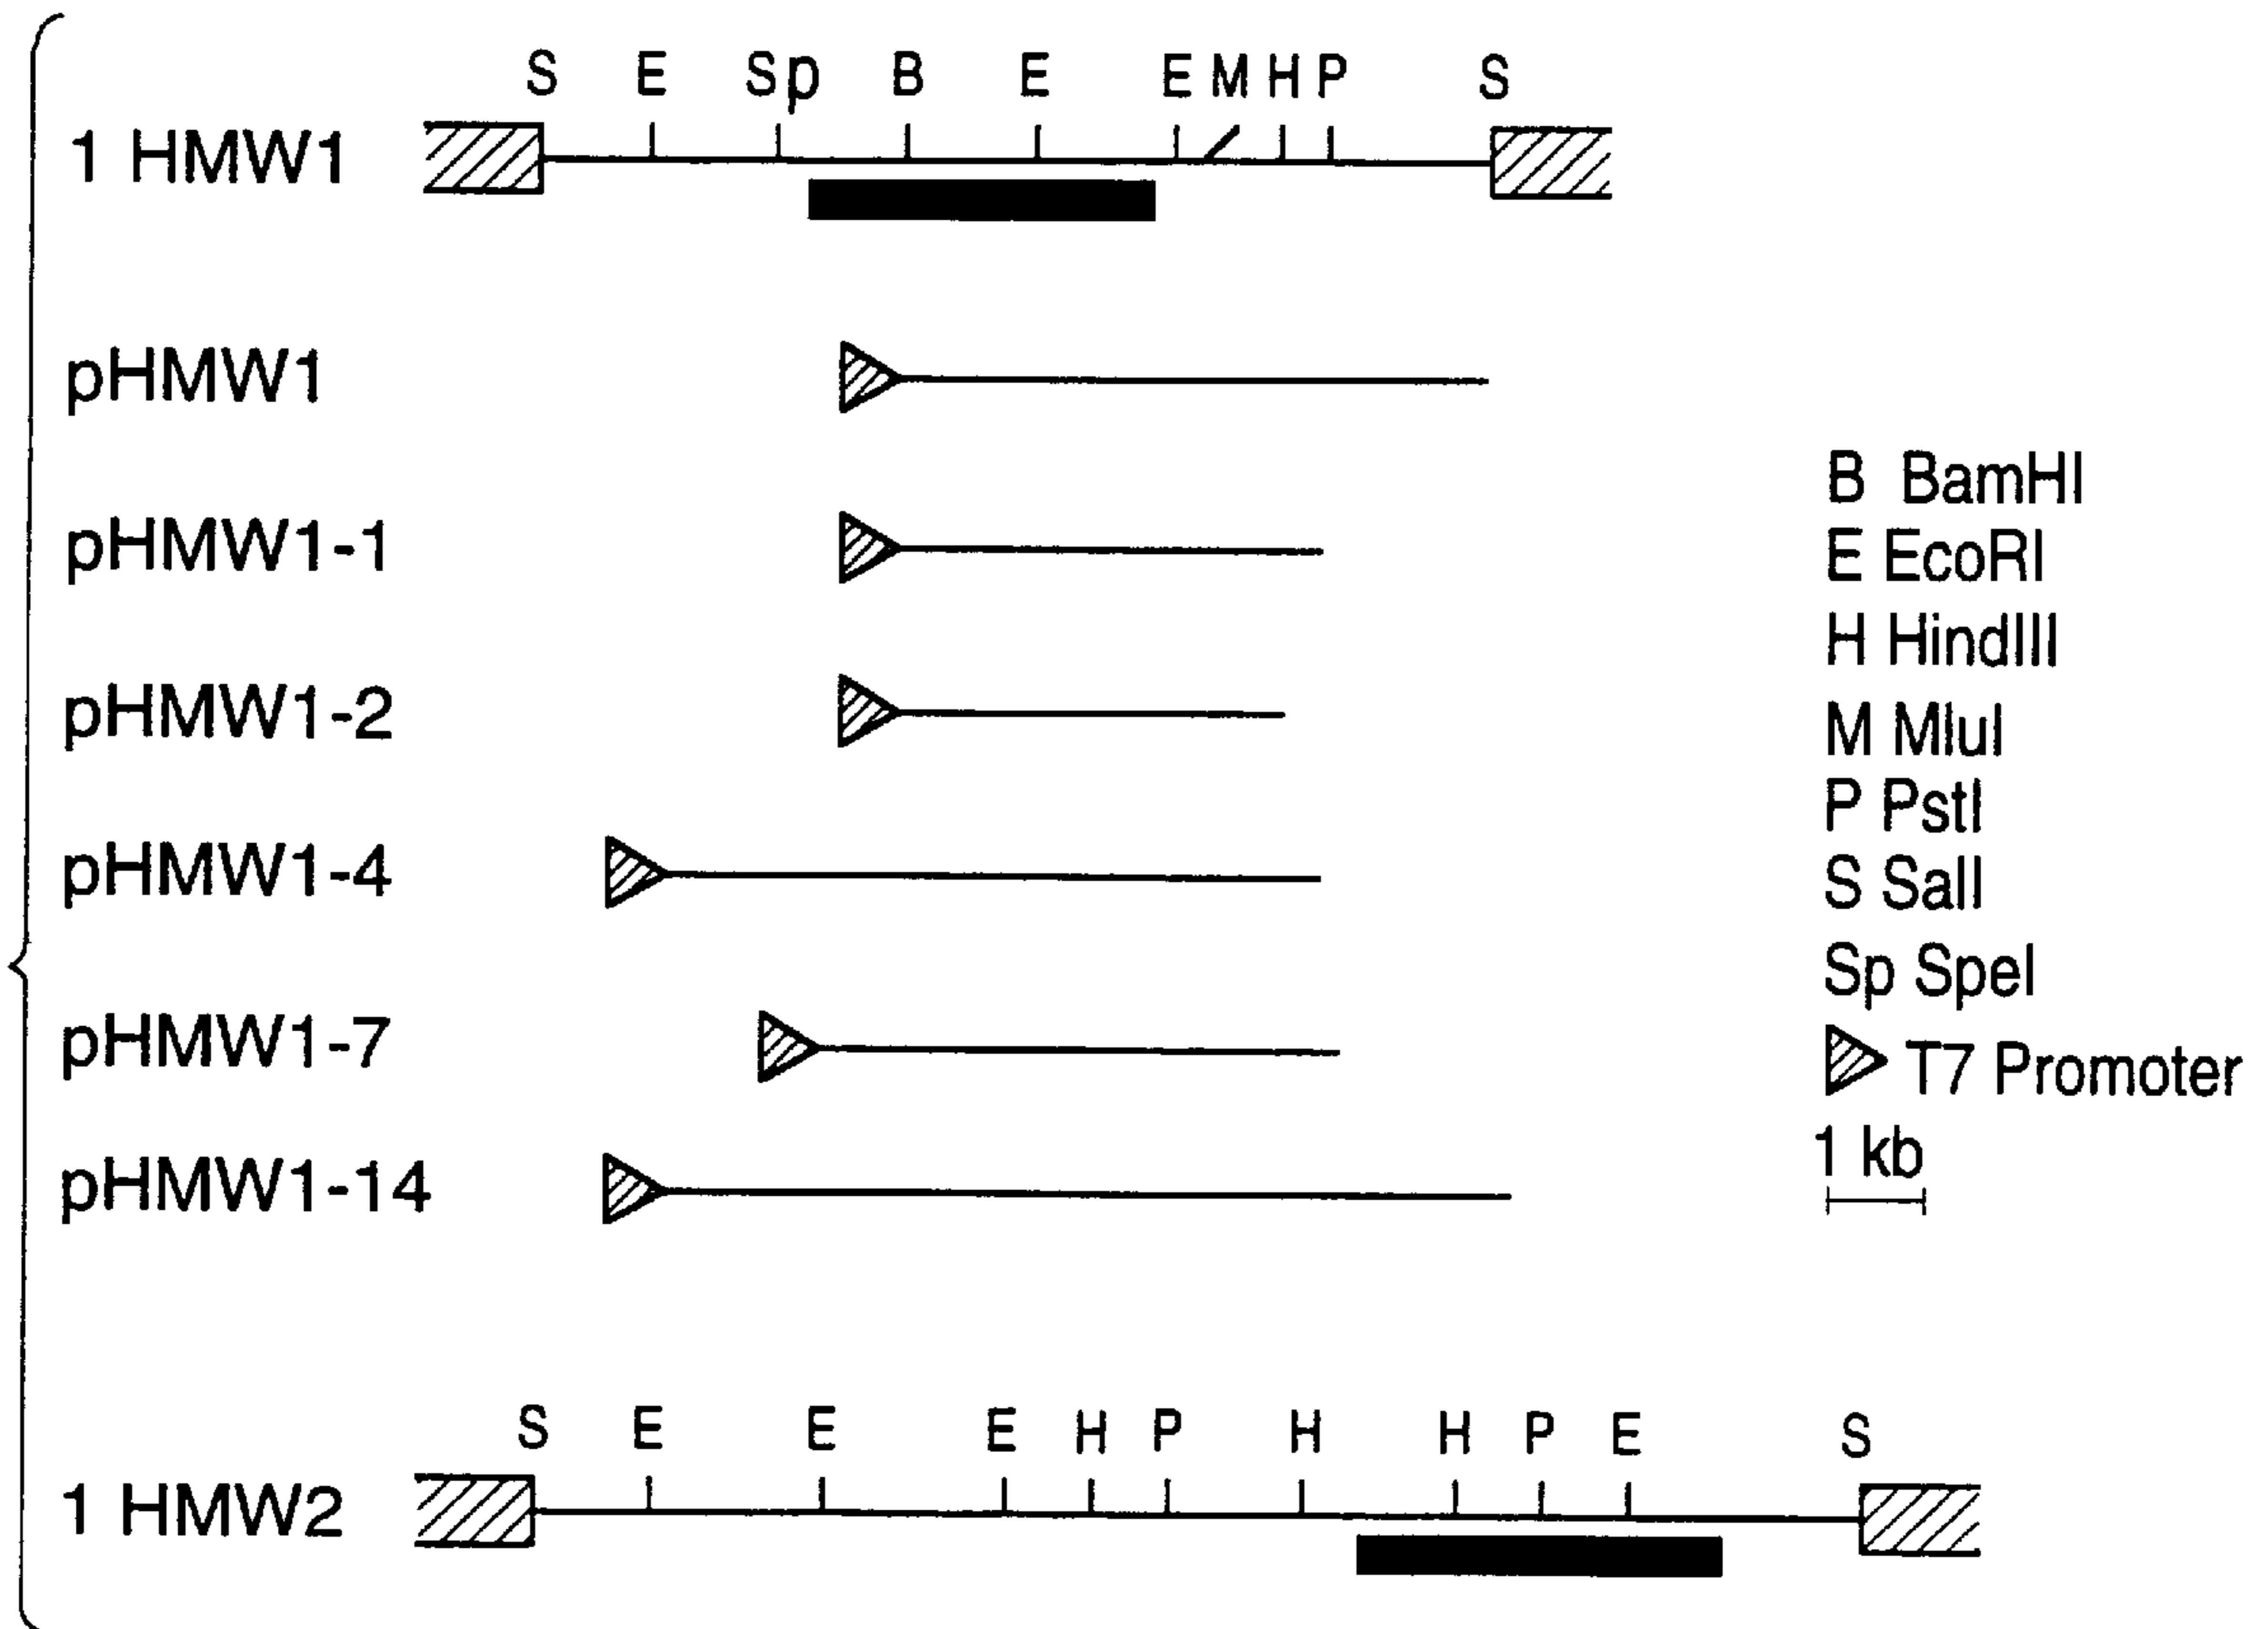 S E Sp B E E M H P S
1 HMW1
pHMW1
pHMW1-1
pHMW1-2
pHMW1-4
pHMW1-7
pHMW1-14
B BamHI
E EcoRI
H HindIII
M MluI
P PstI
S SalI
Sp SpeI
T7 Promoter
1 kb
S E E E H P H H P E S
1 HMW2